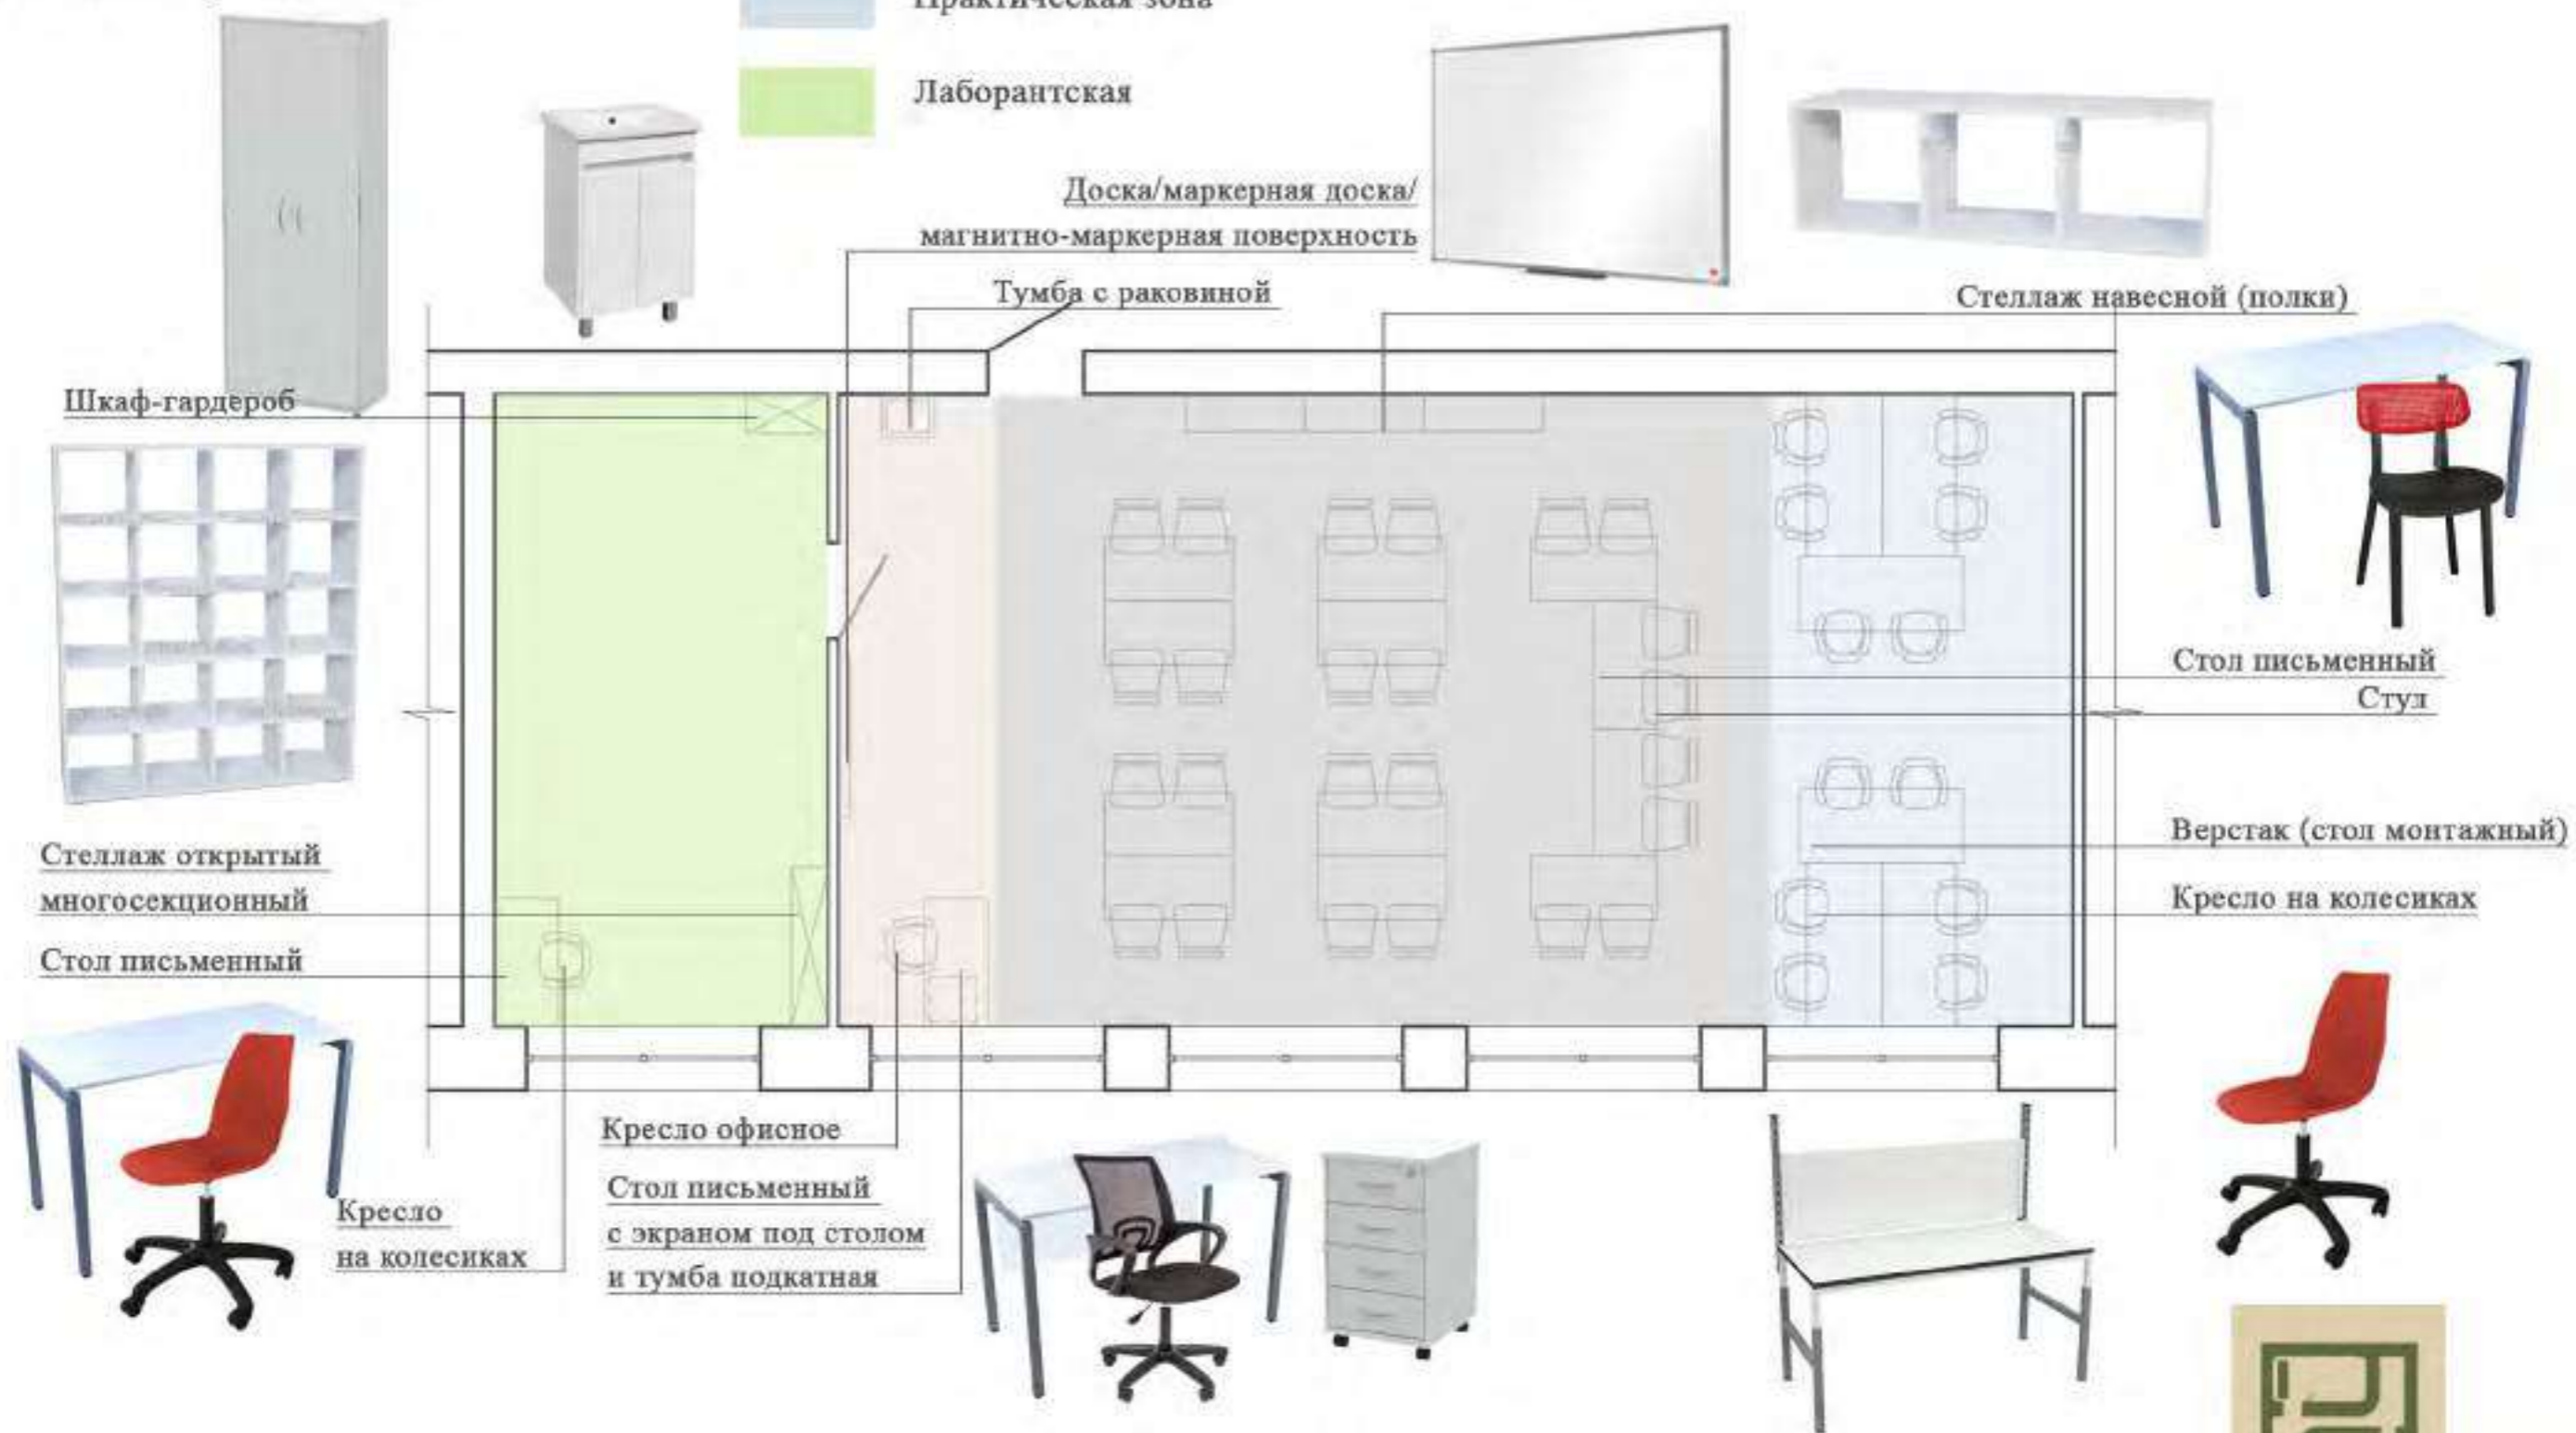 Практическая зона
Лаборантская
Доска/маркерная доска/
магнитно-маркерная поверхность
Тумба с раковиной
Стеллаж навесной (полки)
Шкаф-гардероб
Стол письменный
Стул
Стеллаж открытый
многосекционный
Стол письменный
Верстак (стол монтажный)
Кресло на колесиках
Кресло офисное
Стол письменный
с экраном под столом
и тумба подкатная
Кресло
на колесиках